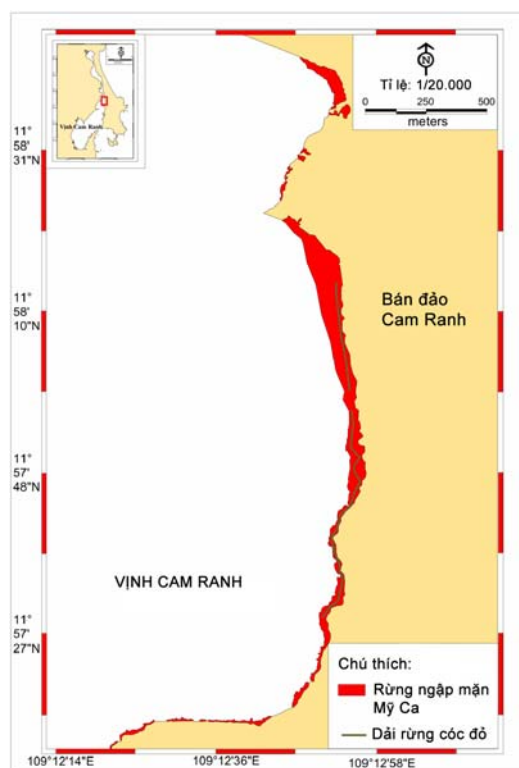 Vịnh Cam Ranh
N
Tỉ lệ: 1/20.000
0 250 500
meters
11°
58'
31"
11°
58'
10"N
Bán đảo
Cam Ranh
11°
57'
48"N
VỊNH CAM RANH
11°
57'
27"N
Chú thích:
Rừng ngập mặn
Mỹ Ca
Dải rừng cóc đỏ
109°12'14"E 109°12'36"E 109°12'58"E